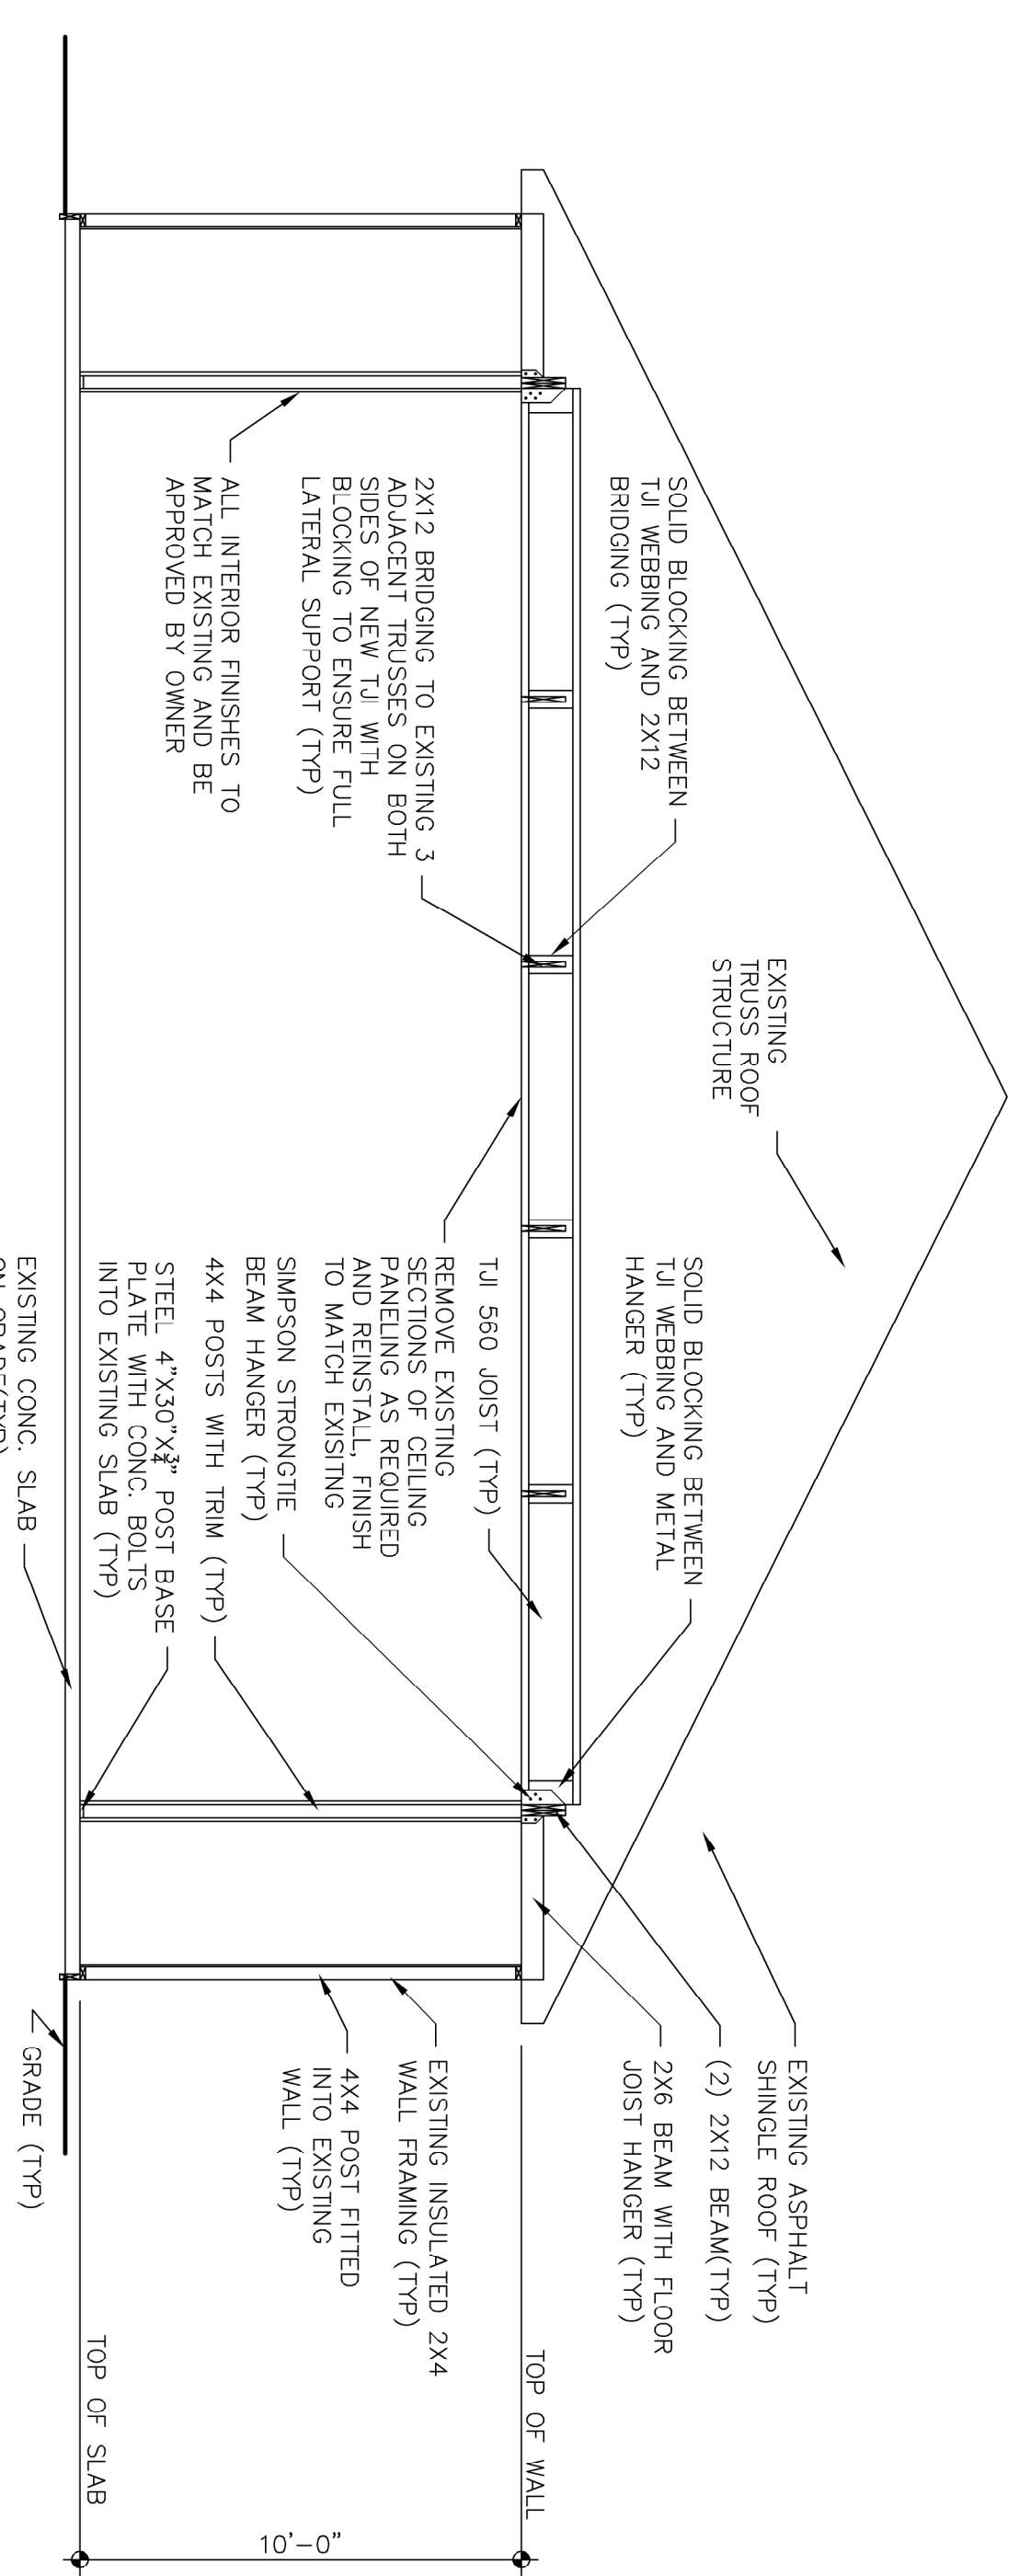 EXISTING
TRUSS ROOF
STRUCTURE
SOLID BLOCKING BETWEEN
TJI WEBBING AND 2X12
BRIDGING (TYP)
SOLID BLOCKING BETWEEN
TJI WEBBING AND METAL
HANGER (TYP)
EXISTING ASPHALT
SHINGLE ROOF (TYP)
(2) 2X12 BEAM(TYP)
2X6 BEAM WITH FLOOR
JOIST HANGER (TYP)
TOP OF WALL
2X12 BRIDGING TO EXISTING 3
ADJACENT TRUSSES ON BOTH
SIDES OF NEW TJI WITH
BLOCKING TO ENSURE FULL
LATERAL SUPPORT (TYP)
TJI 560 JOIST (TYP)
REMOVE EXISTING
SECTIONS OF CEILING
PANELING AS REQUIRED
AND REINSTALL, FINISH
TO MATCH EXISITNG
EXISTING INSULATED 2X4
WALL FRAMING (TYP)
4X4 POST FITTED
INTO EXISTING
WALL (TYP)
10'-0"
ALL INTERIOR FINISHES TO
MATCH EXISTING AND BE
APPROVED BY OWNER
SIMPSON STRONGTIE
BEAM HANGER (TYP)
4X4 POSTS WITH TRIM (TYP)
STEEL 4"X30"X¾" POST BASE
PLATE WITH CONC. BOLTS
INTO EXISTING SLAB (TYP)
TOP OF SLAB
GRADE (TYP)
EXISTING CONC. SLAB
ON GRADE(TYP)